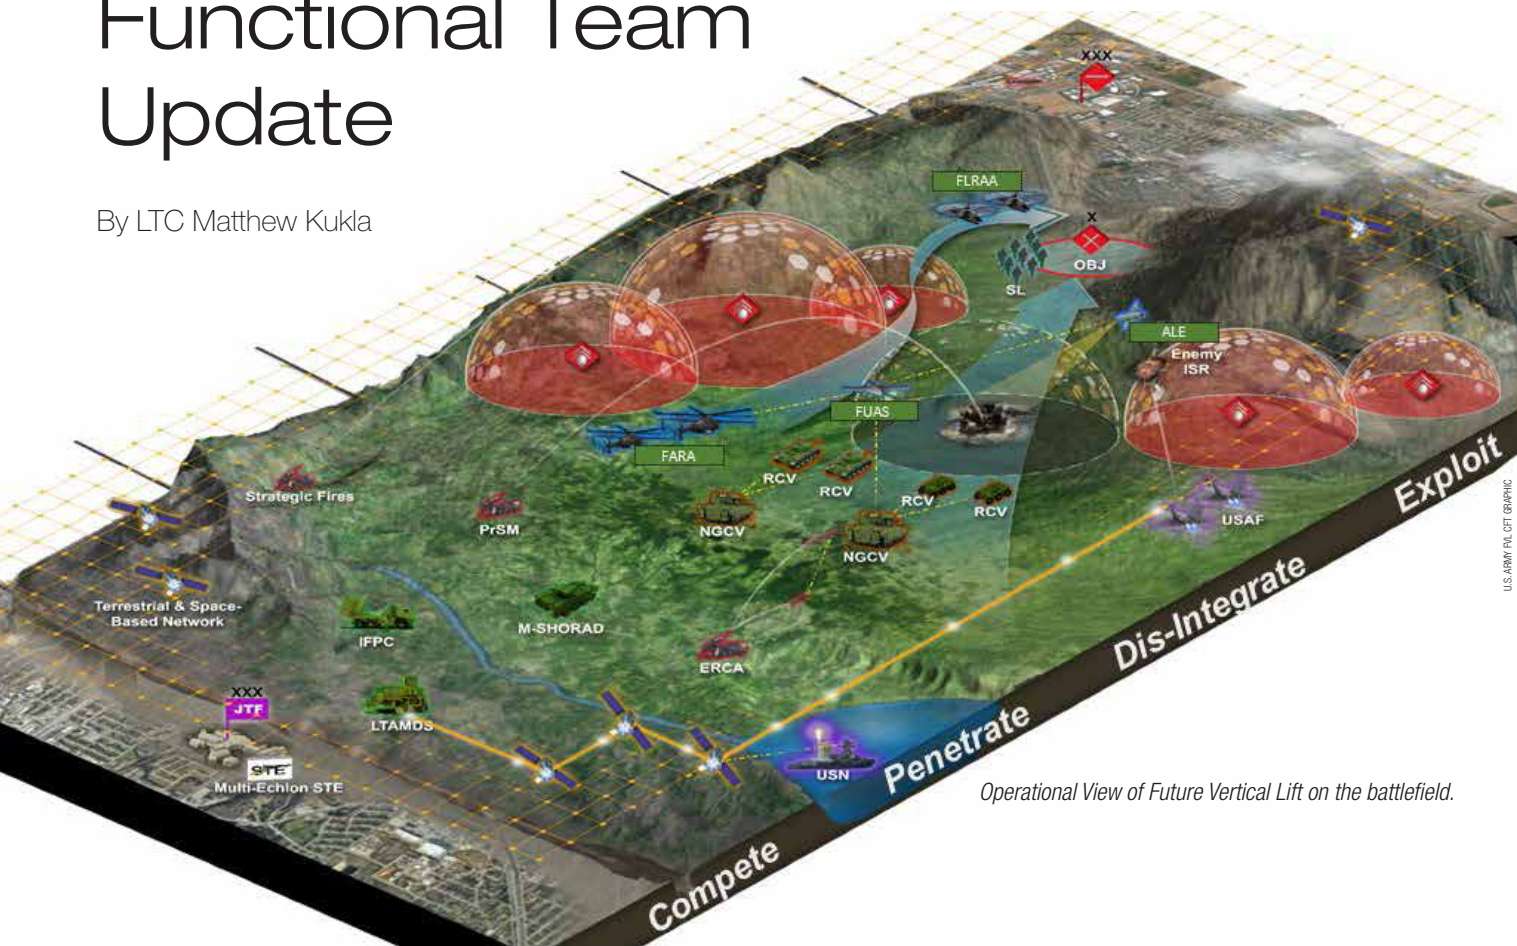 Functional Team
Update
By LTC Matthew Kukla
XXX
FLRAA
X
OBJ
SL
ALE
Enemy
ISR
FUAS
FARA
RCV
RCV
RCV
RCV
Strategic Fires
PrSM
NGCV
NGCV
USAF
Terrestrial & Space-
Based Network
IFPC
M-SHORAD
ERCA
XXX
JTF
LTAMDS
STE
Multi-Echlon STE
USN
Compete
Penetrate
Dis-Integrate
Exploit
Operational View of Future Vertical Lift on the battlefield.
U.S. ARMY FVL CFT GRAPHIC